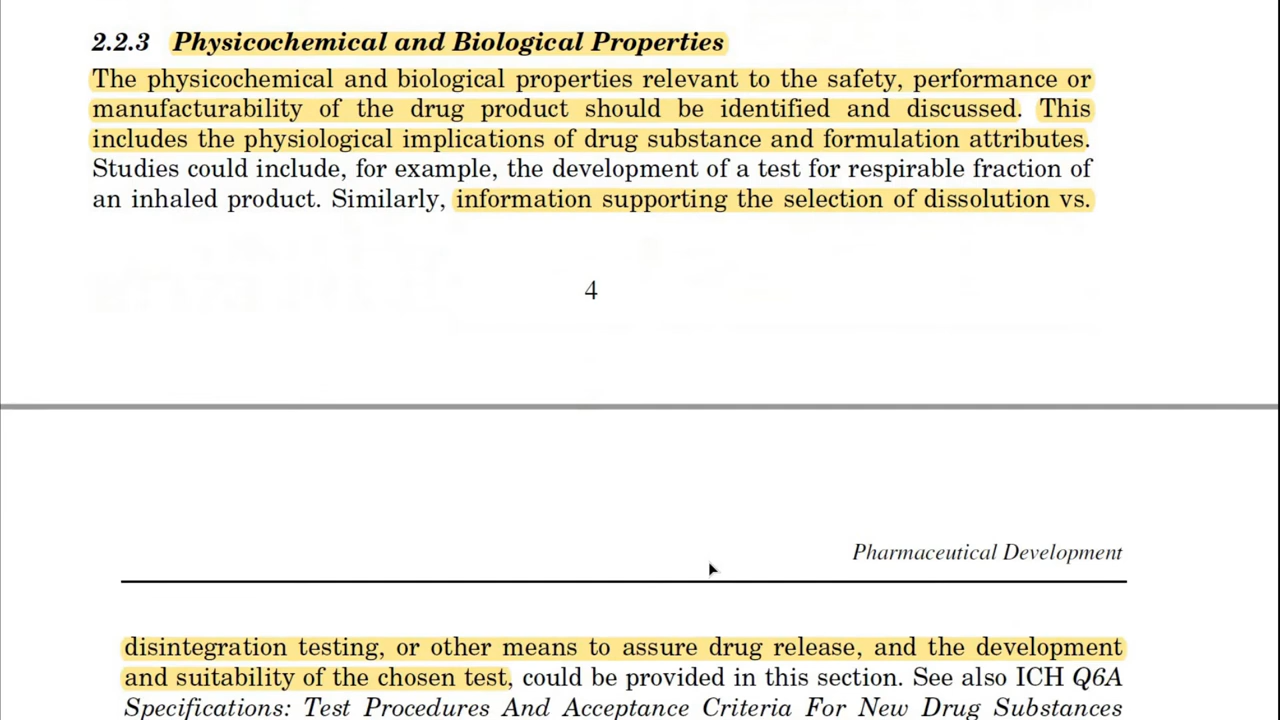 2.2.3 Physicochemical and Biological Properties
The physicochemical and biological properties relevant to the safety, performance or
manufacturability of the drug product should be identified and discussed. This
includes the physiological implications of drug substance and formulation attributes.
Studies could include, for example, the development of a test for respirable fraction of
an inhaled product. Similarly, information supporting the selection of dissolution vs.
4
Pharmaceutical Development
disintegration testing, or other means to assure drug release, and the development
and suitability of the chosen test, could be provided in this section. See also ICH Q6A
Specifications: Test Procedures And Acceptance Criteria For New Drug Substances